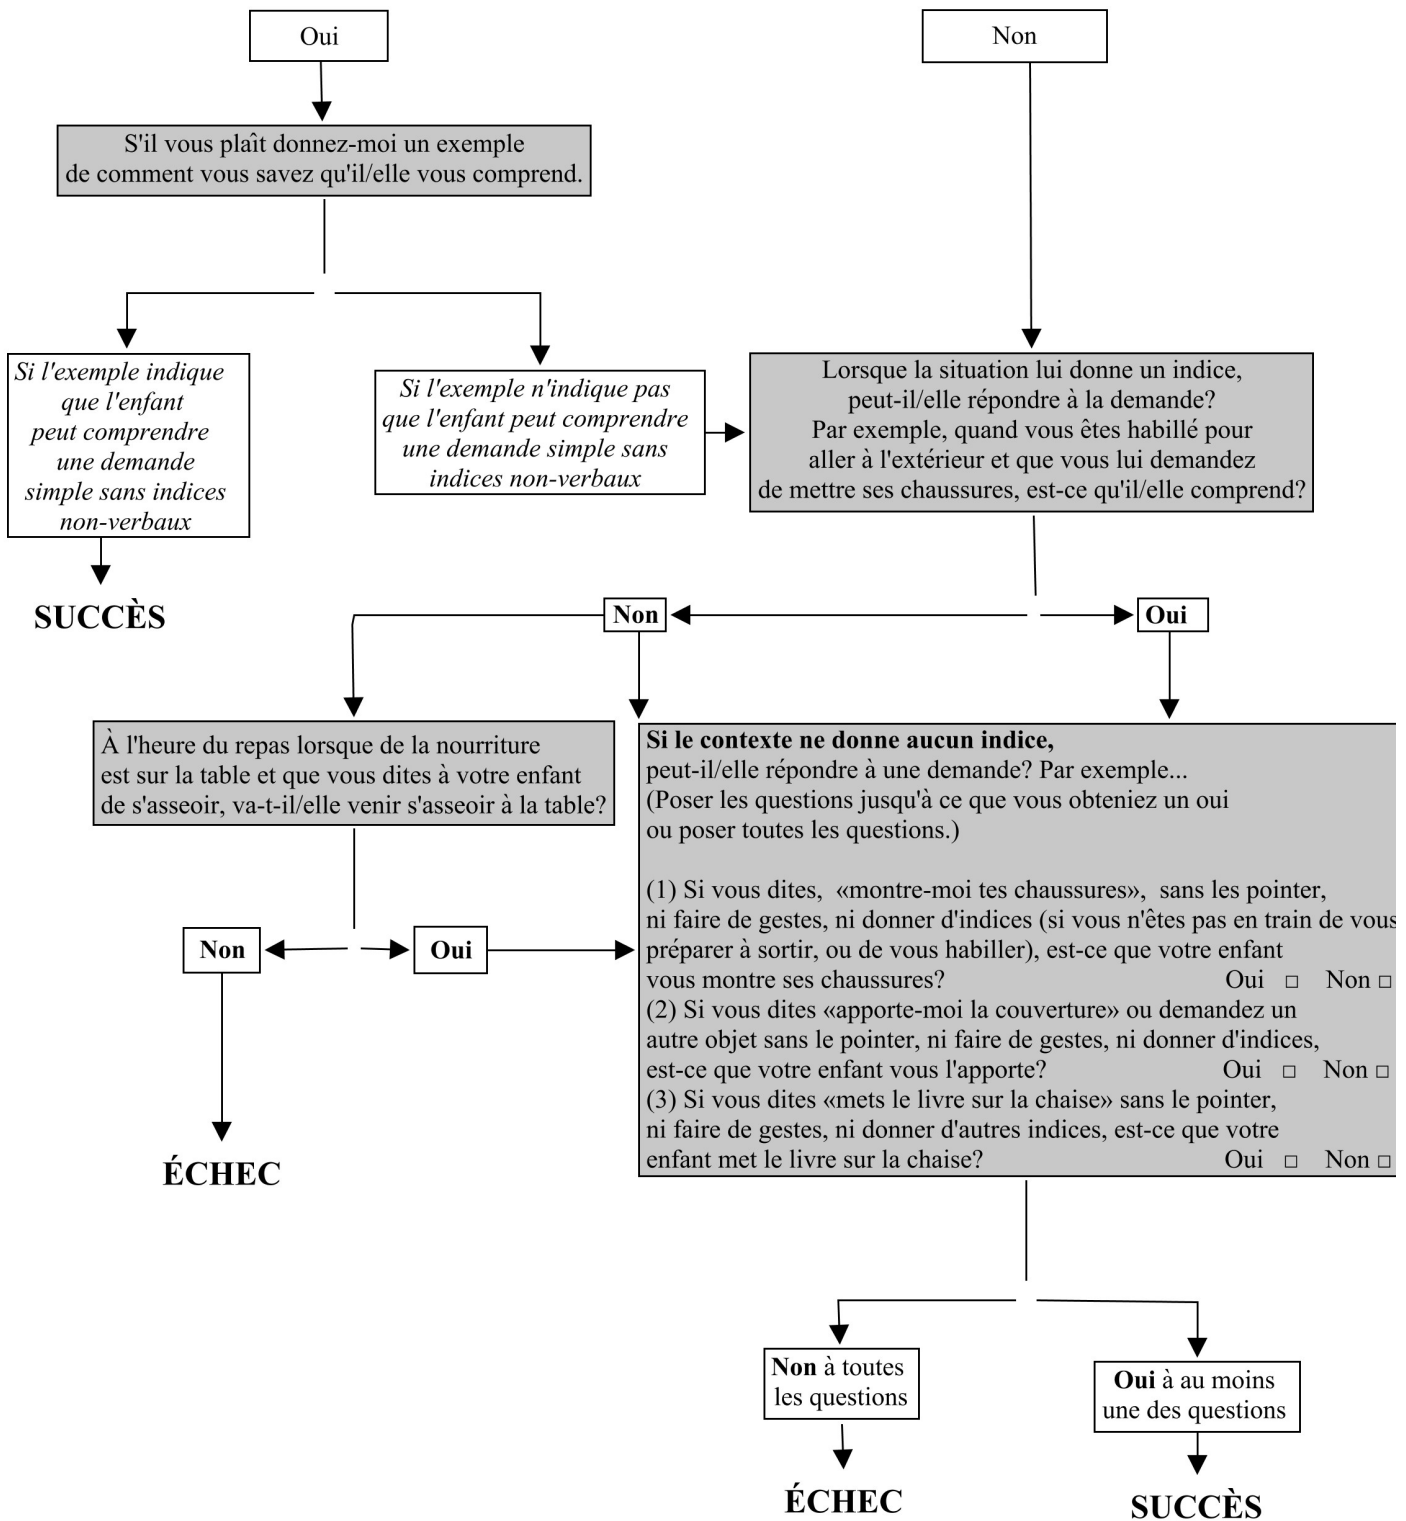 Oui
Non
S'il vous plaît donnez-moi un exemple
de comment vous savez qu'il/elle vous comprend.
Si l'exemple indique
que l'enfant
peut comprendre
une demande
simple sans indices
non-verbaux
Si l'exemple n'indique pas
que l'enfant peut comprendre
une demande simple sans
indices non-verbaux
Lorsque la situation lui donne un indice,
peut-il/elle répondre à la demande?
Par exemple, quand vous êtes habillé pour
aller à l'extérieur et que vous lui demandez
de mettre ses chaussures, est-ce qu'il/elle comprend?
SUCCÈS
Non
Oui
À l'heure du repas lorsque de la nourriture
est sur la table et que vous dites à votre enfant
de s'asseoir, va-t-il/elle venir s'asseoir à la table?
Si le contexte ne donne aucun indice,
peut-il/elle répondre à une demande? Par exemple...
(Poser les questions jusqu'à ce que vous obteniez un oui
ou poser toutes les questions.)
(1) Si vous dites, «montre-moi tes chaussures», sans les pointer,
ni faire de gestes, ni donner d'indices (si vous n'êtes pas en train de vous
préparer à sortir, ou de vous habiller), est-ce que votre enfant
vous montre ses chaussures? Oui □ Non □
(2) Si vous dites «apporte-moi la couverture» ou demandez un
autre objet sans le pointer, ni faire de gestes, ni donner d'indices,
est-ce que votre enfant vous l'apporte? Oui □ Non □
(3) Si vous dites «mets le livre sur la chaise» sans le pointer,
ni faire de gestes, ni donner d'autres indices, est-ce que votre
enfant met le livre sur la chaise? Oui □ Non □
Non
Oui
ÉCHEC
Non à toutes
les questions
Oui à au moins
une des questions
ÉCHEC
SUCCÈS